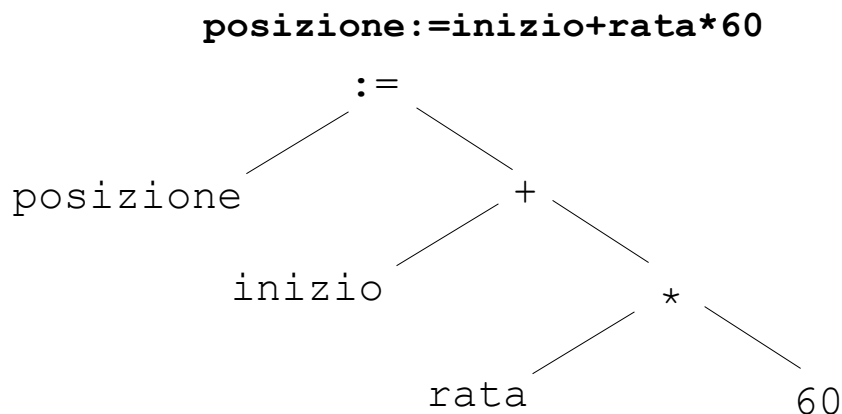 posizione:=inizio+rata*60
:=
posizione +
inizio *
rata 60